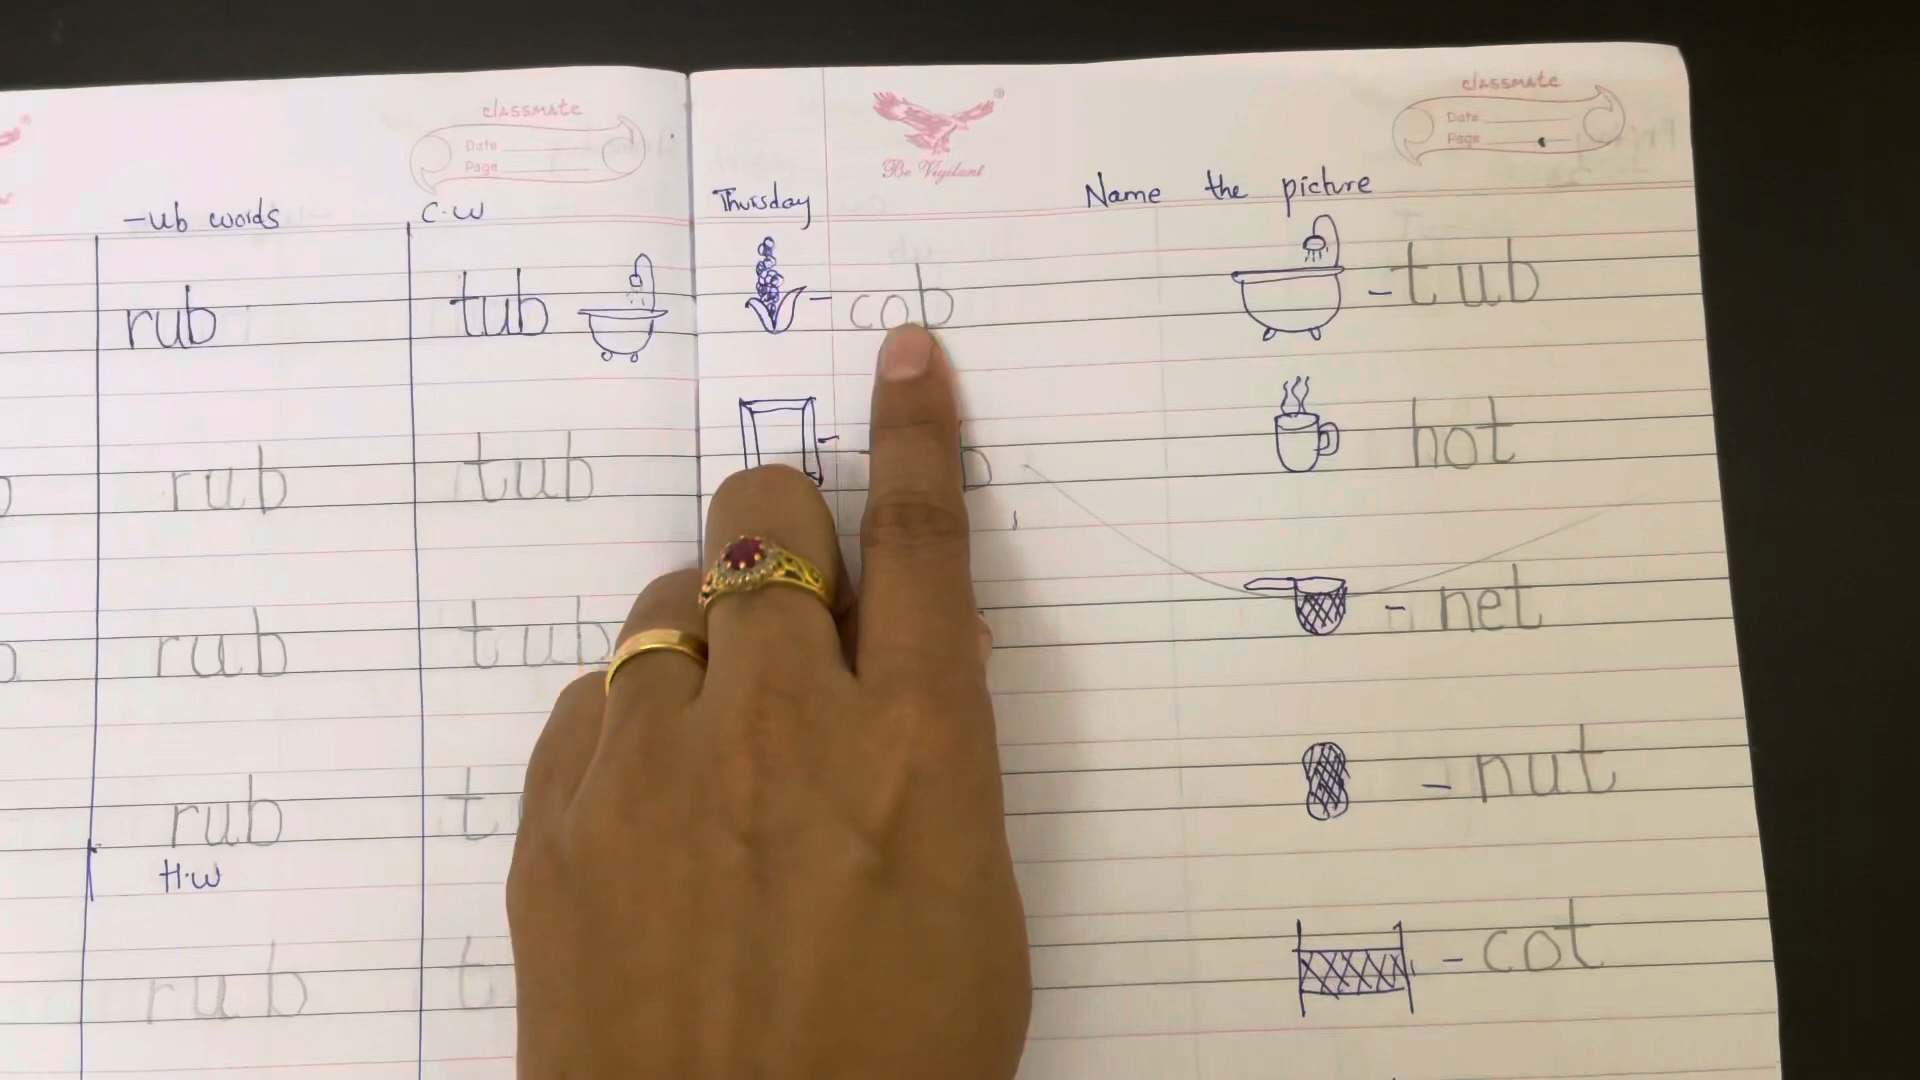 classmate
Date
Page
-ub words
C.W
rub
tub
rub
tub
rub
tub
rub
t
H.W
rub
t
Be Vigilant
classmate
Date
Page
Thursday
Name the picture
- cob
- tub
-
hot
- net
- nut
- cot